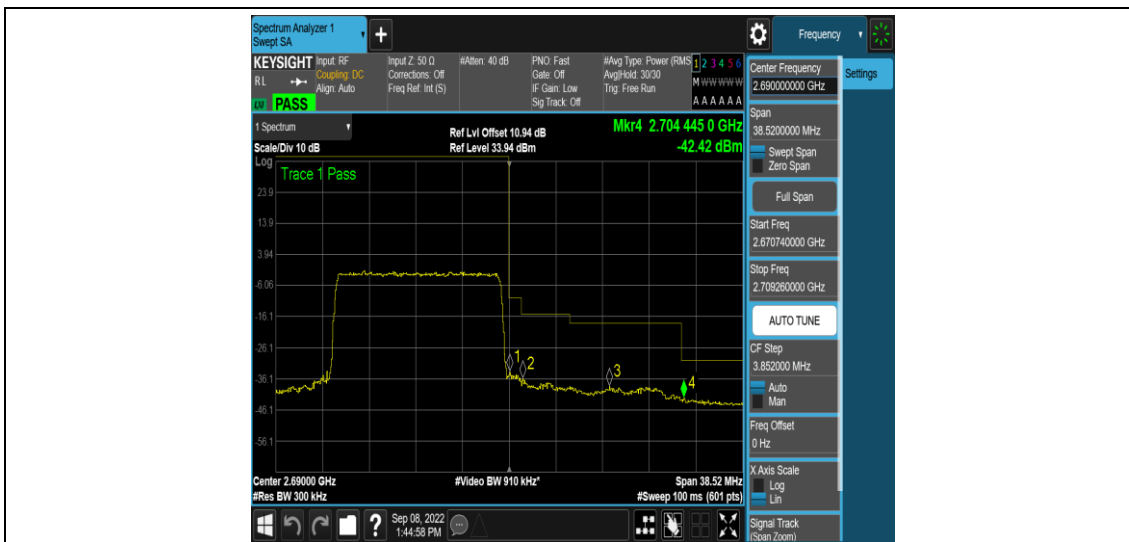 Spectrum Analyzer 1
Swept SA
+
Frequency
KEYSIGHT
RL
LXI
PASS
Input: RF
Coupling: DC
Align: Auto
Input Z: 50 Ω
Corrections: Off
Freq Ref: Int (S)
#Atten: 40 dB
PNO: Fast
Gate: Off
IF Gain: Low
Sig Track: Off
#Avg Type: Power (RMS
Avg|Hold: 30/30
Trig: Free Run
1 2 3 4 5 6
M W W W W W
A A A A A A
1 Spectrum
Scale/Div 10 dB
Ref Lvl Offset 10.94 dB
Ref Level 33.94 dBm
Mkr4 2.704 445 0 GHz
-42.42 dBm
Log
Trace 1 Pass
23.9
13.9
3.94
-6.06
-16.1
-26.1
-36.1
-46.1
-56.1
1
2
3
4
Center 2.69000 GHz
#Res BW 300 kHz
#Video BW 910 kHz*
Span 38.52 MHz
#Sweep 100 ms (601 pts)
Center Frequency
2.690000000 GHz
Settings
Span
38.5200000 MHz
Swept Span
Zero Span
Full Span
Start Freq
2.670740000 GHz
Stop Freq
2.709260000 GHz
AUTO TUNE
CF Step
3.852000 MHz
Auto
Man
Freq Offset
0 Hz
X Axis Scale
Log
Lin
Signal Track
(Span Zoom)
?
Sep 08, 2022
1:44:58 PM